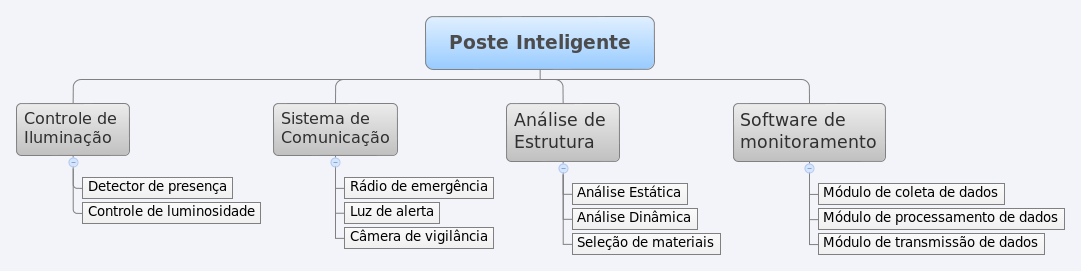 Poste Inteligente
Controle de
Iluminação
Detector de presença
Controle de luminosidade
Sistema de
Comunicação
Rádio de emergência
Luz de alerta
Câmera de vigilância
Análise de
Estrutura
Análise Estática
Análise Dinâmica
Seleção de materiais
Software de
monitoramento
Módulo de coleta de dados
Módulo de processamento de dados
Módulo de transmissão de dados